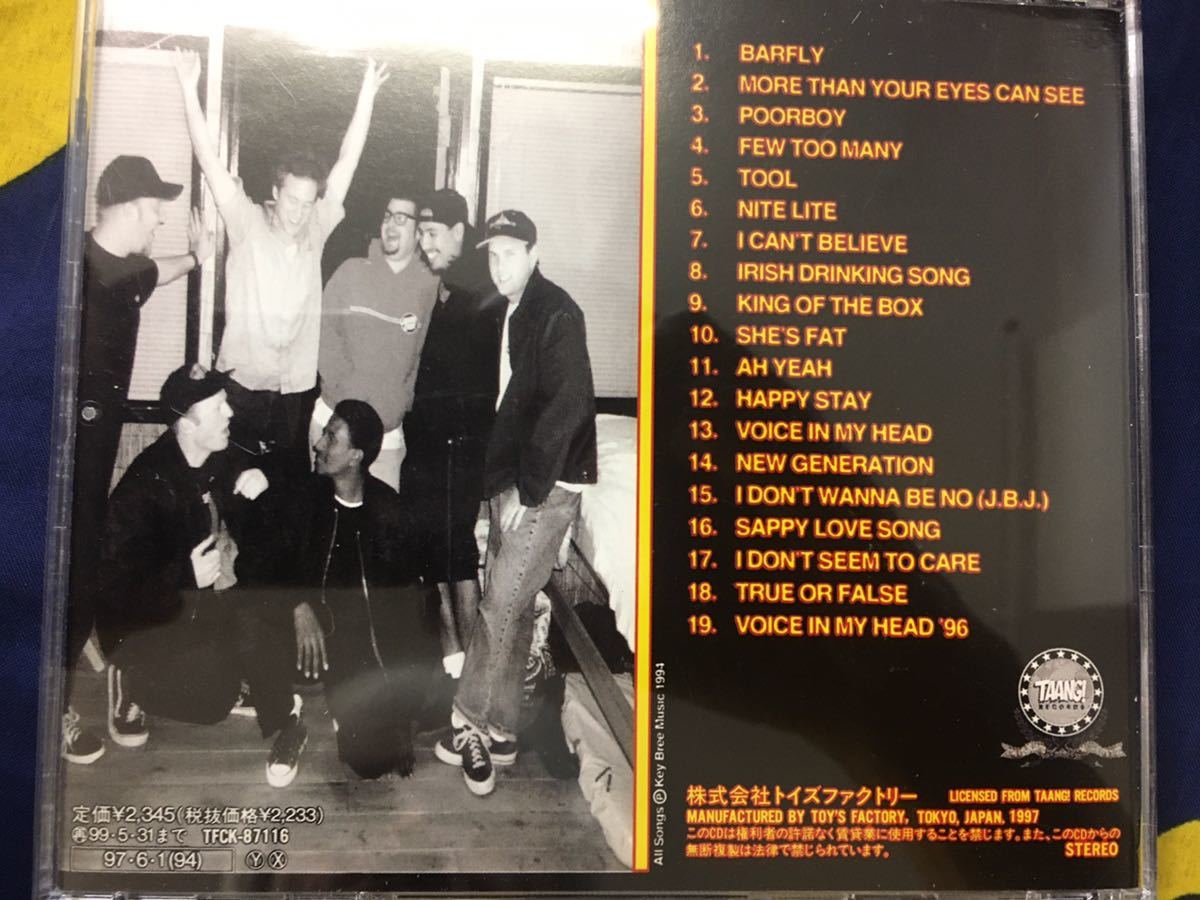 1. BARFLY
2. MORE THAN YOUR EYES CAN SEE
3. POORBOY
4. FEW TOO MANY
5. TOOL
6. NITE LITE
7. I CAN'T BELIEVE
8. IRISH DRINKING SONG
9. KING OF THE BOX
10. SHE'S FAT
11. AH YEAH
12. HAPPY STAY
13. VOICE IN MY HEAD
14. NEW GENERATION
15. I DON'T WANNA BE NO (J.B.J.)
16. SAPPY LOVE SONG
17. I DON'T SEEM TO CARE
18. TRUE OR FALSE
19. VOICE IN MY HEAD '96
TAANG!
RECORDS
All Songs ℗ Key Bree Music 1994
株式会社トイズファクトリー LICENSED FROM TAANG! RECORDS
MANUFACTURED BY TOY'S FACTORY, TOKYO, JAPAN, 1997
このCDは権利者の許諾なく賃貸業に使用することを禁じます。また、このCDからの
無断複製は法律で禁じられています。 STEREO
定価¥2,345(税抜価格¥2,233)
㊢99・5・31まで TFCK-87116
97・6・1(94) Ⓨ Ⓧ